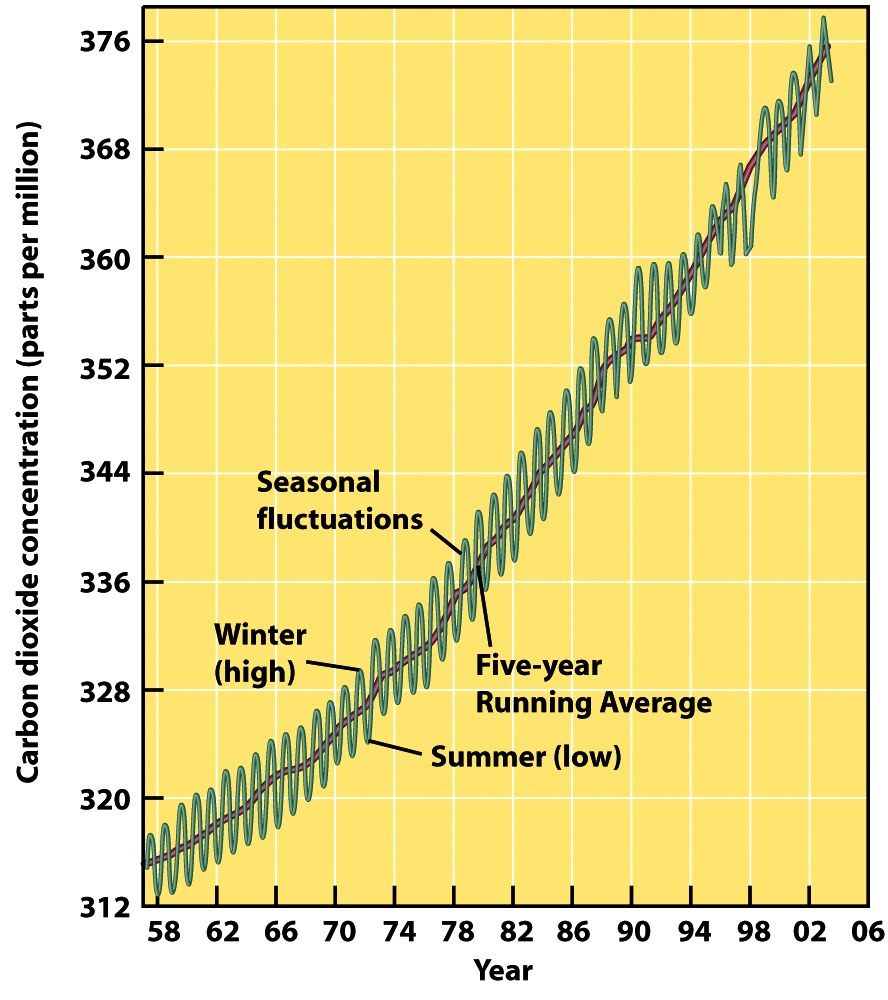 376
368
360
352
344
336
328
320
312
Carbon dioxide concentration (parts per million)
Seasonal
fluctuations
Winter
(high)
Five-year
Running Average
Summer (low)
58 62 66 70 74 78 82 86 90 94 98 02 06
Year